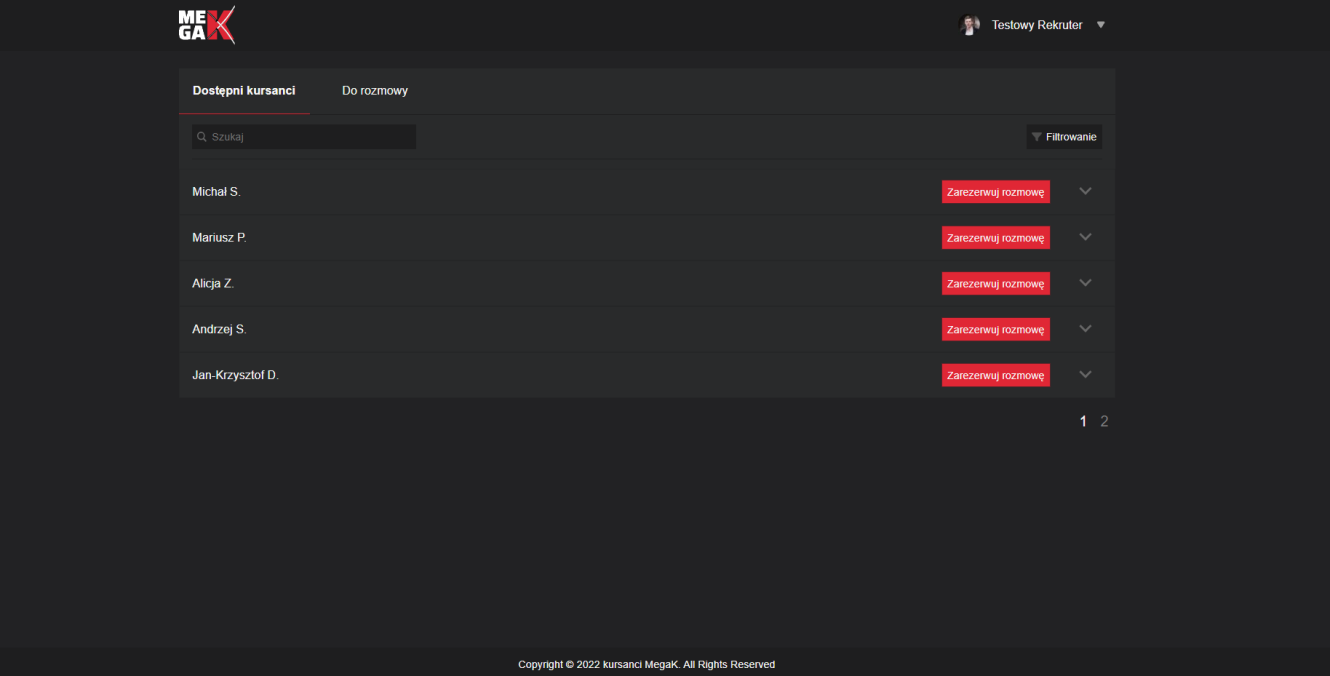 MEGAK
Testowy Rekruter
Dostępni kursanci
Do rozmowy
Szukaj
Filtrowanie
Michał S.
Zarezerwuj rozmowę
Mariusz P.
Zarezerwuj rozmowę
Alicja Z.
Zarezerwuj rozmowę
Andrzej S.
Zarezerwuj rozmowę
Jan-Krzysztof D.
Zarezerwuj rozmowę
1 2
Copyright © 2022 kursanci MegaK. All Rights Reserved